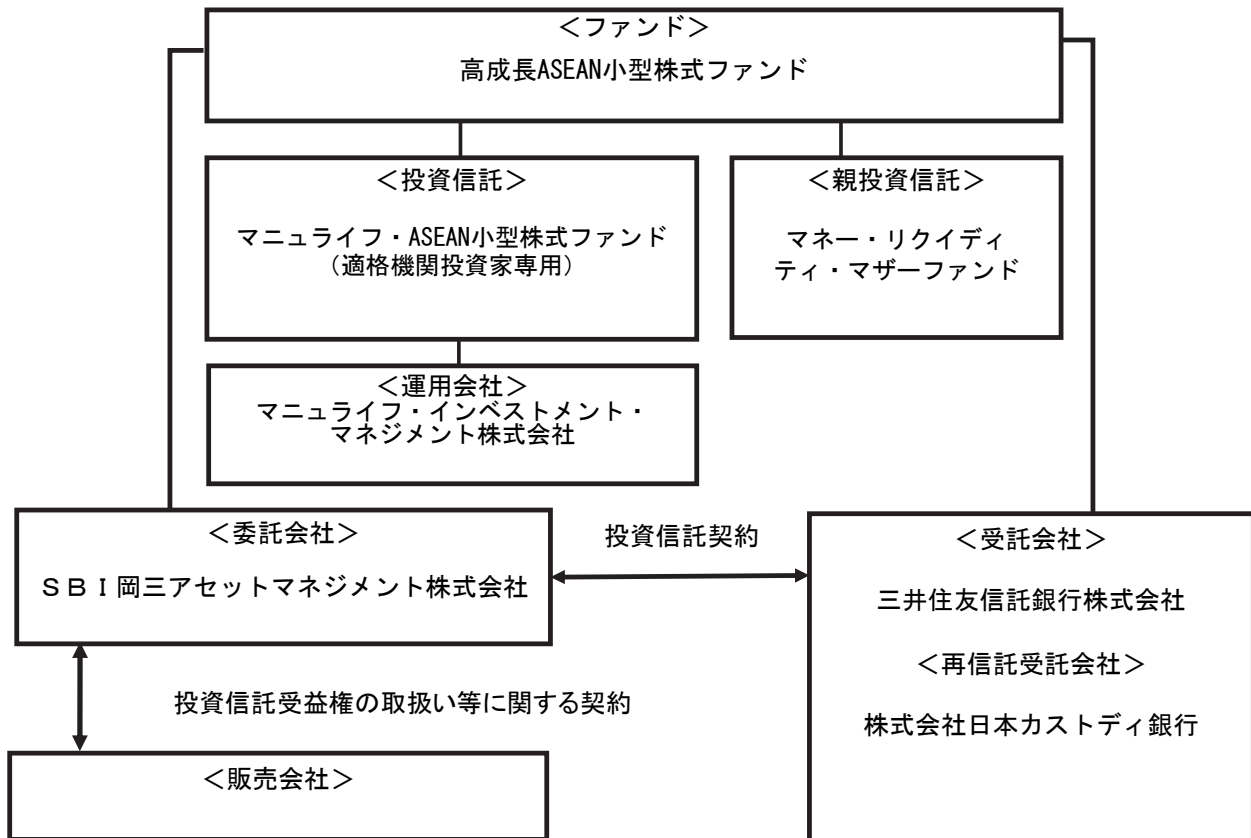 ＜ファンド＞
高成長ASEAN小型株式ファンド
＜投資信託＞
マニュライフ・ASEAN小型株式ファンド
（適格機関投資家専用）
＜親投資信託＞
マネー・リクイディ
ティ・マザーファンド
＜運用会社＞
マニュライフ・インベストメント・
マネジメント株式会社
＜委託会社＞
ＳＢＩ岡三アセットマネジメント株式会社
投資信託契約
＜受託会社＞
三井住友信託銀行株式会社
＜再信託受託会社＞
株式会社日本カストディ銀行
投資信託受益権の取扱い等に関する契約
＜販売会社＞